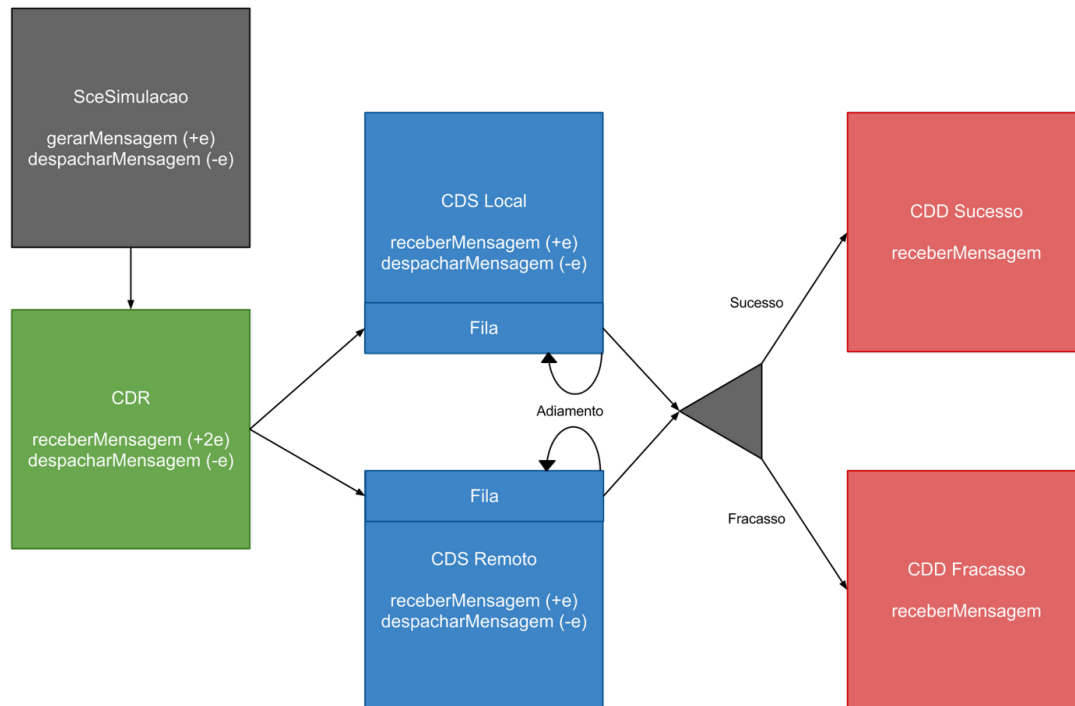 SceSimulacao
gerarMensagem (+e)
despacharMensagem (-e)
CDR
receberMensagem (+2e)
despacharMensagem (-e)
CDS Local
receberMensagem (+e)
despacharMensagem (-e)
Fila
Adiamento
Fila
CDS Remoto
receberMensagem (+e)
despacharMensagem (-e)
Sucesso
Fracasso
CDD Sucesso
receberMensagem
CDD Fracasso
receberMensagem